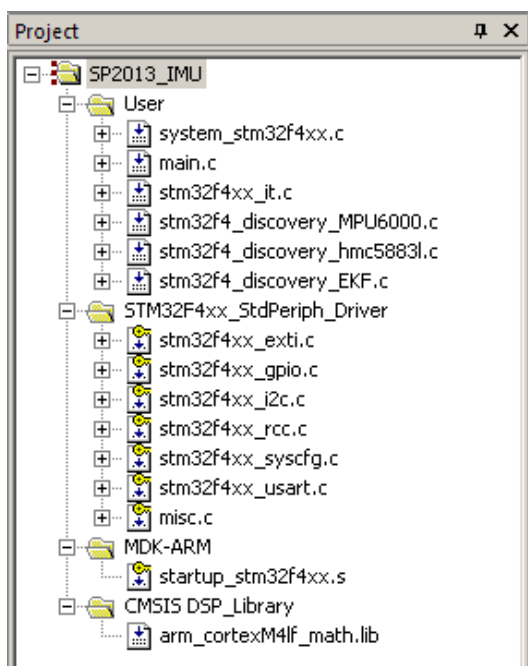 Project
SP2013_IMU
User
system_stm32f4xx.c
main.c
stm32f4xx_it.c
stm32f4_discovery_MPU6000.c
stm32f4_discovery_hmc5883l.c
stm32f4_discovery_EKF.c
STM32F4xx_StdPeriph_Driver
stm32f4xx_exti.c
stm32f4xx_gpio.c
stm32f4xx_i2c.c
stm32f4xx_rcc.c
stm32f4xx_syscfg.c
stm32f4xx_usart.c
misc.c
MDK-ARM
startup_stm32f4xx.s
CMSIS DSP_Library
arm_cortexM4lf_math.lib